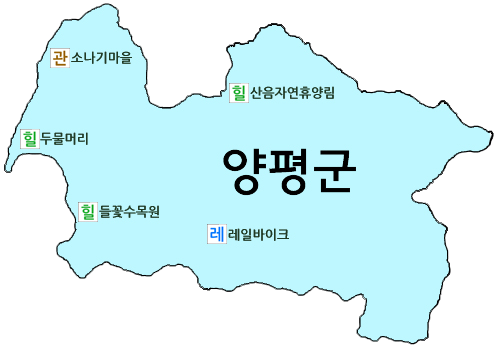 관 소나기마을
힐 산음자연휴양림
힐 두물머리
양평군
힐 들꽃수목원
레 레일바이크